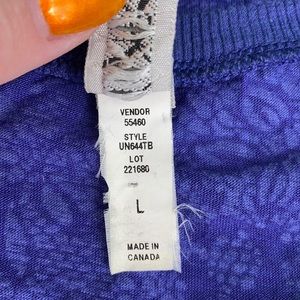 VENDOR
55460
STYLE
UN644TB
LOT
221680
L
MADE IN
CANADA